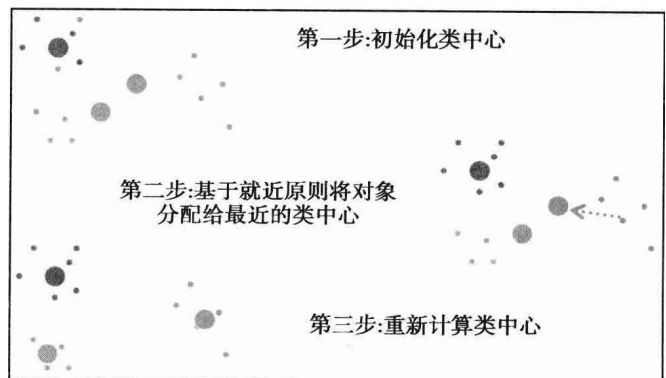 第一步:初始化类中心
第二步:基于就近原则将对象
分配给最近的类中心
第三步:重新计算类中心